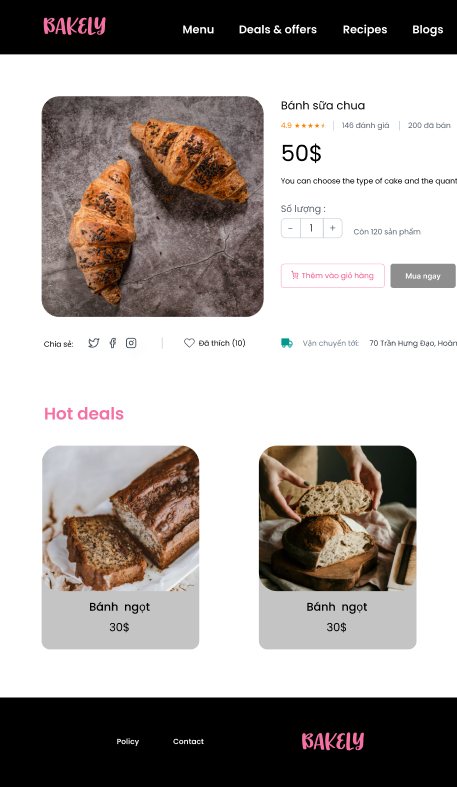 BAKELY
Menu Deals & offers Recipes Blogs
Bánh sữa chua
4.9 146 đánh giá 200 đã bán
50$
You can choose the type of cake and the quant
Số lượng :
- 1 + Còn 120 sản phẩm
Thêm vào giỏ hàng Mua ngay
Chia sẻ: Đã thích (10) Vận chuyển tới: 70 Trần Hưng Đạo, Hoàn
Hot deals
Bánh ngọt Bánh ngọt
30$ 30$
Policy Contact BAKELY